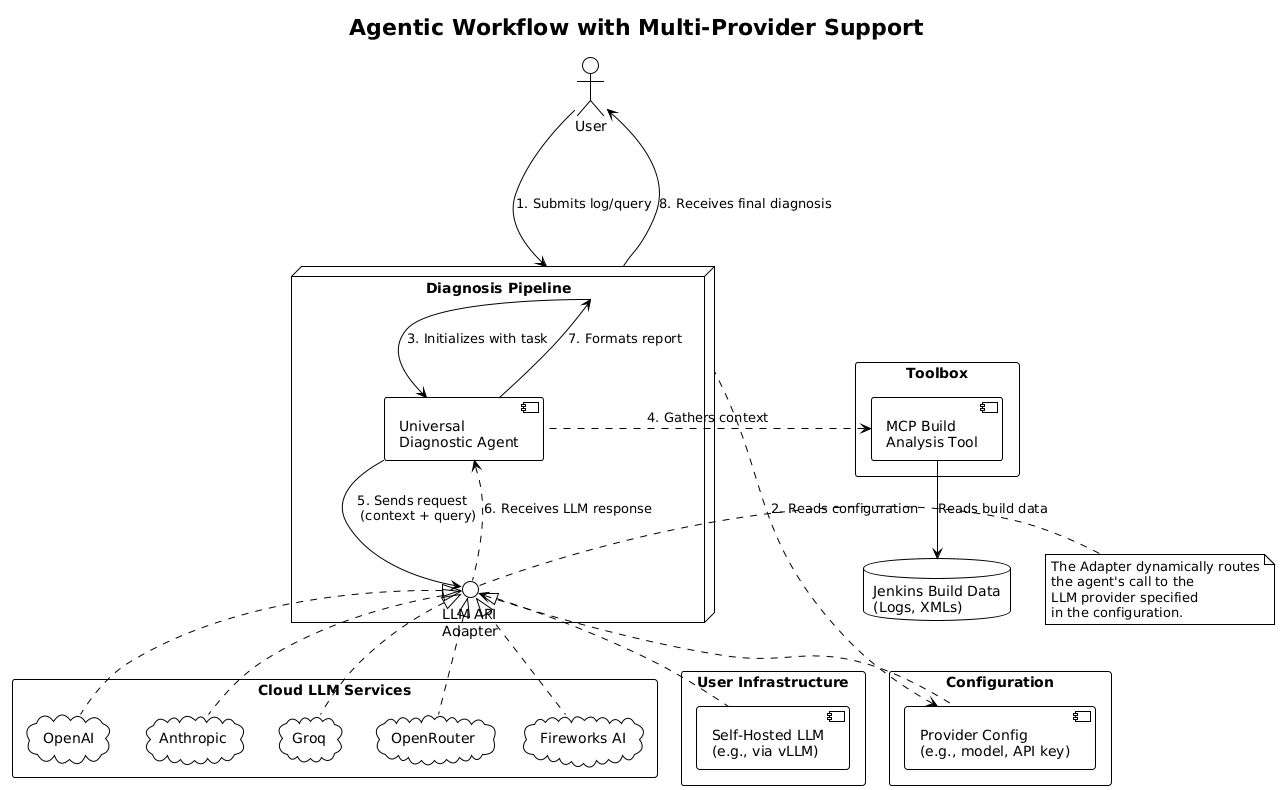 Agentic Workflow with Multi-Provider Support
User
1. Submits log/query
8. Receives final diagnosis
Diagnosis Pipeline
3. Initializes with task
7. Formats report
Toolbox
4. Gathers context
Universal
Diagnostic Agent
MCP Build
Analysis Tool
5. Sends request
(context + query)
6. Receives LLM response
2. Reads configuration
Reads build data
The Adapter dynamically routes
the agent's call to the
LLM provider specified
in the configuration.
Jenkins Build Data
(Logs, XMLs)
LLM API
Adapter
Cloud LLM Services
User Infrastructure
Configuration
OpenAI
Anthropic
Groq
OpenRouter
Fireworks AI
Self-Hosted LLM
(e.g., via vLLM)
Provider Config
(e.g., model, API key)